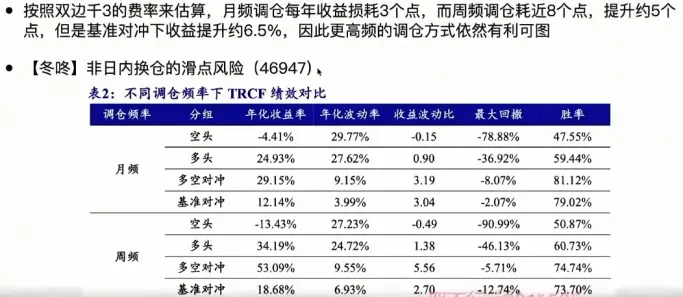 • 按照双边千3的费率来估算，月频调仓每年收益损耗3个点，而周频调仓耗近8个点，提升约5个
点，但是基准对冲下收益提升约6.5%，因此更高频的调仓方式依然有利可图
• 【冬咚】非日内换仓的滑点风险（46947）
表2：不同调仓频率下 TRCF 绩效对比
调仓频率 分组 年化收益率 年化波动率 收益波动比 最大回撤 胜率
月频
空头 -4.41% 29.77% -0.15 -78.88% 47.55%
多头 24.93% 27.62% 0.90 -36.92% 59.44%
多空对冲 29.15% 9.15% 3.19 -8.07% 81.12%
基准对冲 12.14% 3.99% 3.04 -2.07% 79.02%
周频
空头 -13.43% 27.23% -0.49 -90.99% 50.87%
多头 34.19% 24.72% 1.38 -46.13% 60.73%
多空对冲 53.09% 9.55% 5.56 -5.71% 74.74%
基准对冲 18.68% 6.93% 2.70 -12.74% 73.70%